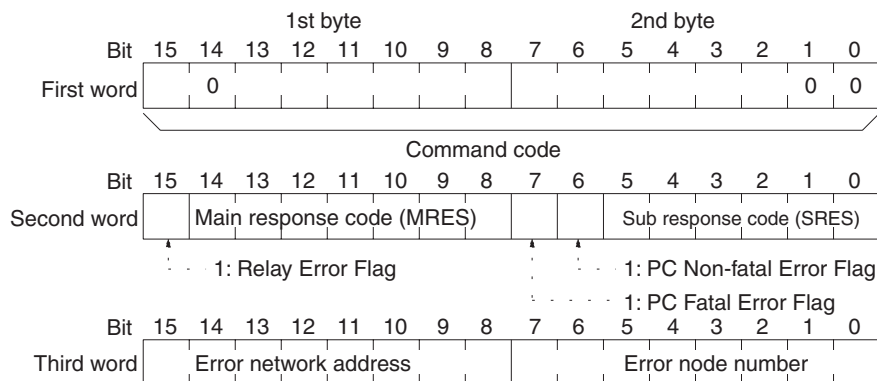 1st byte 2nd byte
Bit 15 14 13 12 11 10 9 8 7 6 5 4 3 2 1 0
First word 0 0 0
Command code
Bit 15 14 13 12 11 10 9 8 7 6 5 4 3 2 1 0
Second word Main response code (MRES) Sub response code (SRES)
1: Relay Error Flag 1: PC Non-fatal Error Flag
1: PC Fatal Error Flag
Bit 15 14 13 12 11 10 9 8 7 6 5 4 3 2 1 0
Third word Error network address Error node number